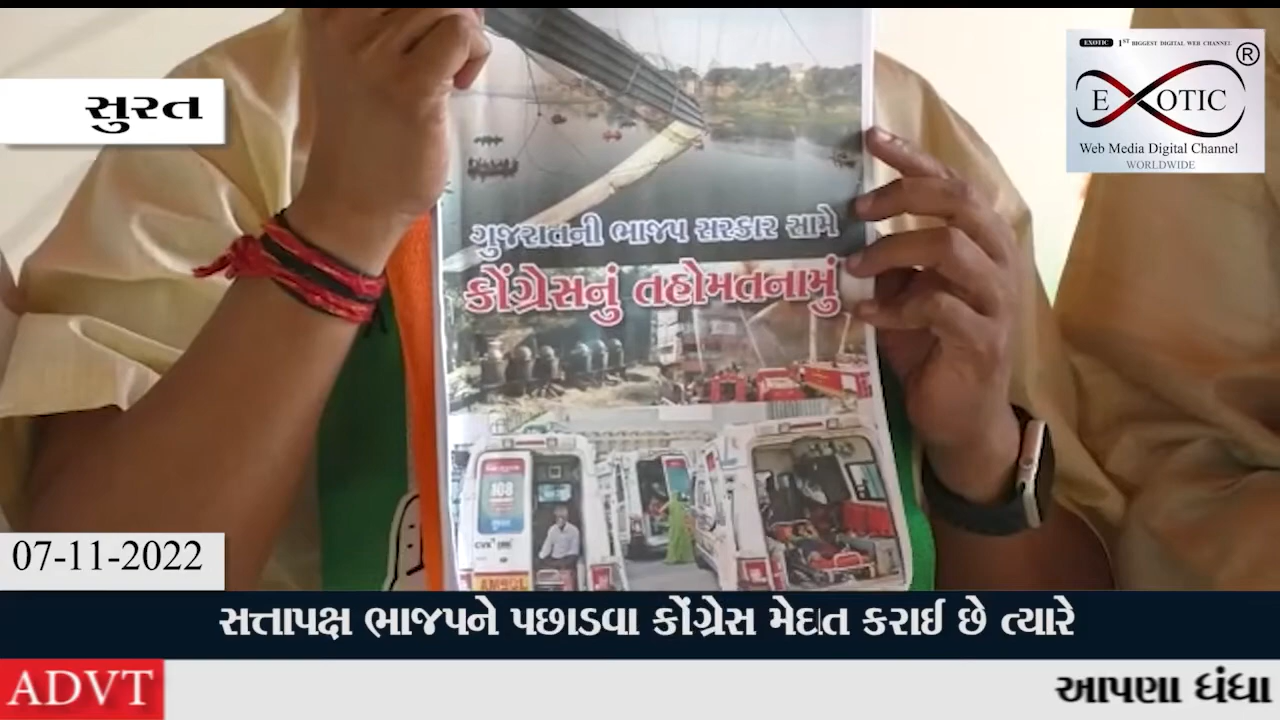 સુરત
EXOTIC 1ST BIGGEST DIGITAL WEB CHANNEL
®
EXOTIC
Web Media Digital Channel
WORLDWIDE
ગુજરાતની ભાજપ સરકાર સામે
કોંગ્રેસનું તહોમતનામું
108
07-11-2022
સત્તાપક્ષ ભાજપને પછાડવા કોંગ્રેસ મેદાત કરાઈ છે ત્યારે
ADVT
આપણા ધંધા